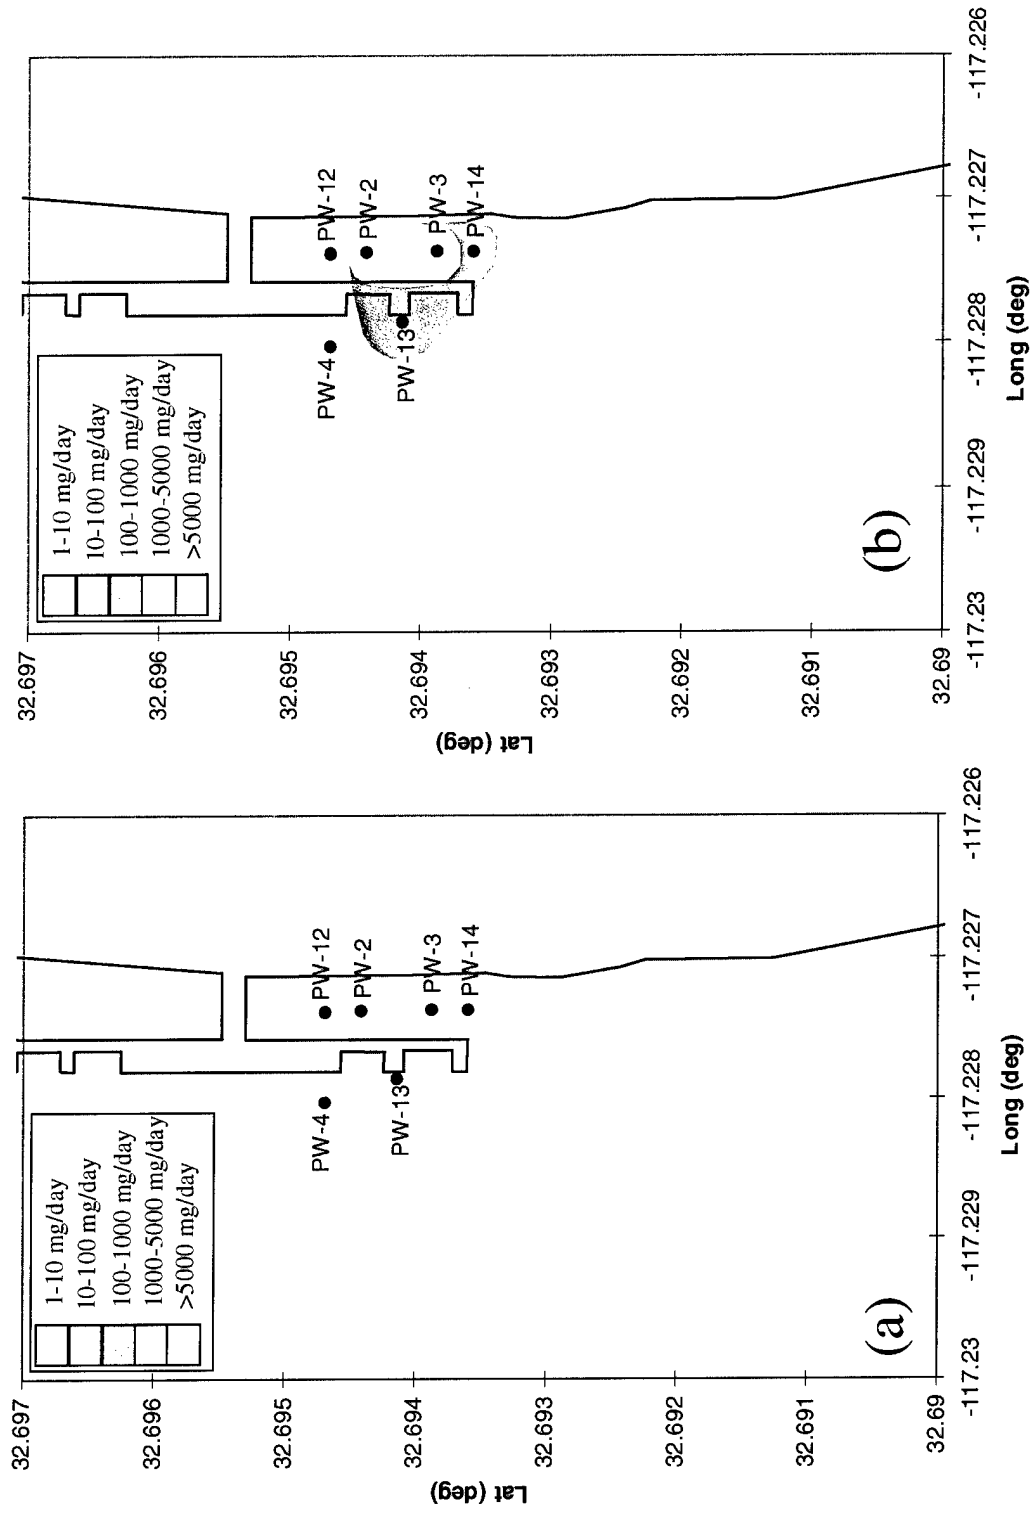 32.697
32.696
32.695
32.694
32.693
32.692
32.691
32.69
Lat (deg)
1-10 mg/day
10-100 mg/day
100-1000 mg/day
1000-5000 mg/day
>5000 mg/day
PW-4
PW-13
PW-12
PW-2
PW-3
PW-14
(a)
-117.23
-117.229
-117.228
-117.227
-117.226
Long (deg)
32.697
32.696
32.695
32.694
32.693
32.692
32.691
32.69
Lat (deg)
1-10 mg/day
10-100 mg/day
100-1000 mg/day
1000-5000 mg/day
>5000 mg/day
PW-4
PW-13
PW-12
PW-2
PW-3
PW-14
(b)
-117.23
-117.229
-117.228
-117.227
-117.226
Long (deg)